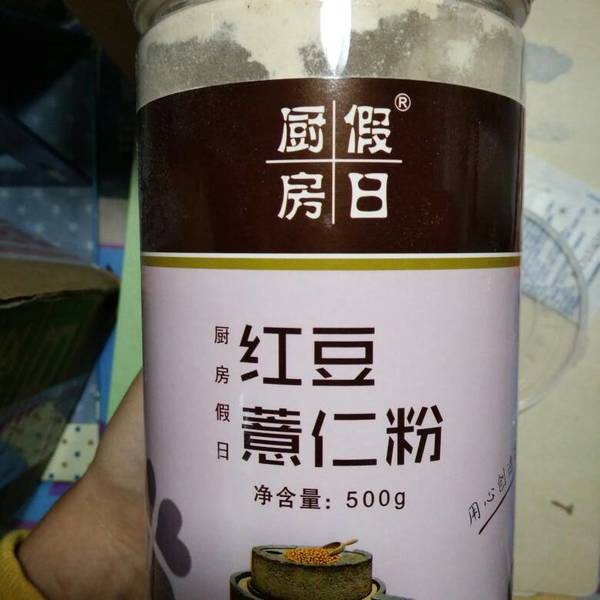 厨假®
房日
厨房假日
红豆
薏仁粉
净含量：500g
用心创